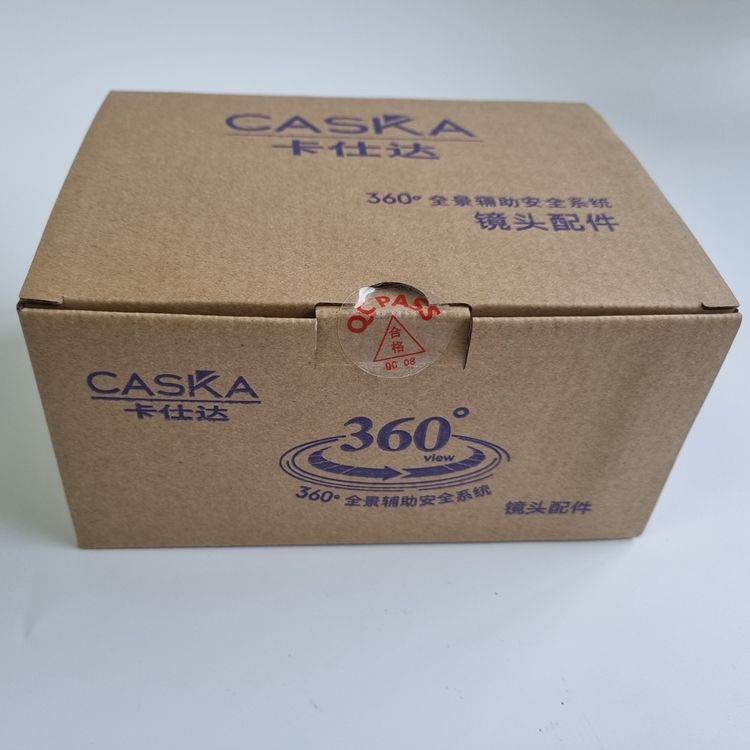 CASKA
卡仕达
360° 全景辅助安全系统
镜头配件
QC PASS
合
格
QC 08
CASKA
卡仕达
360°
view
360° 全景辅助安全系统
镜头配件